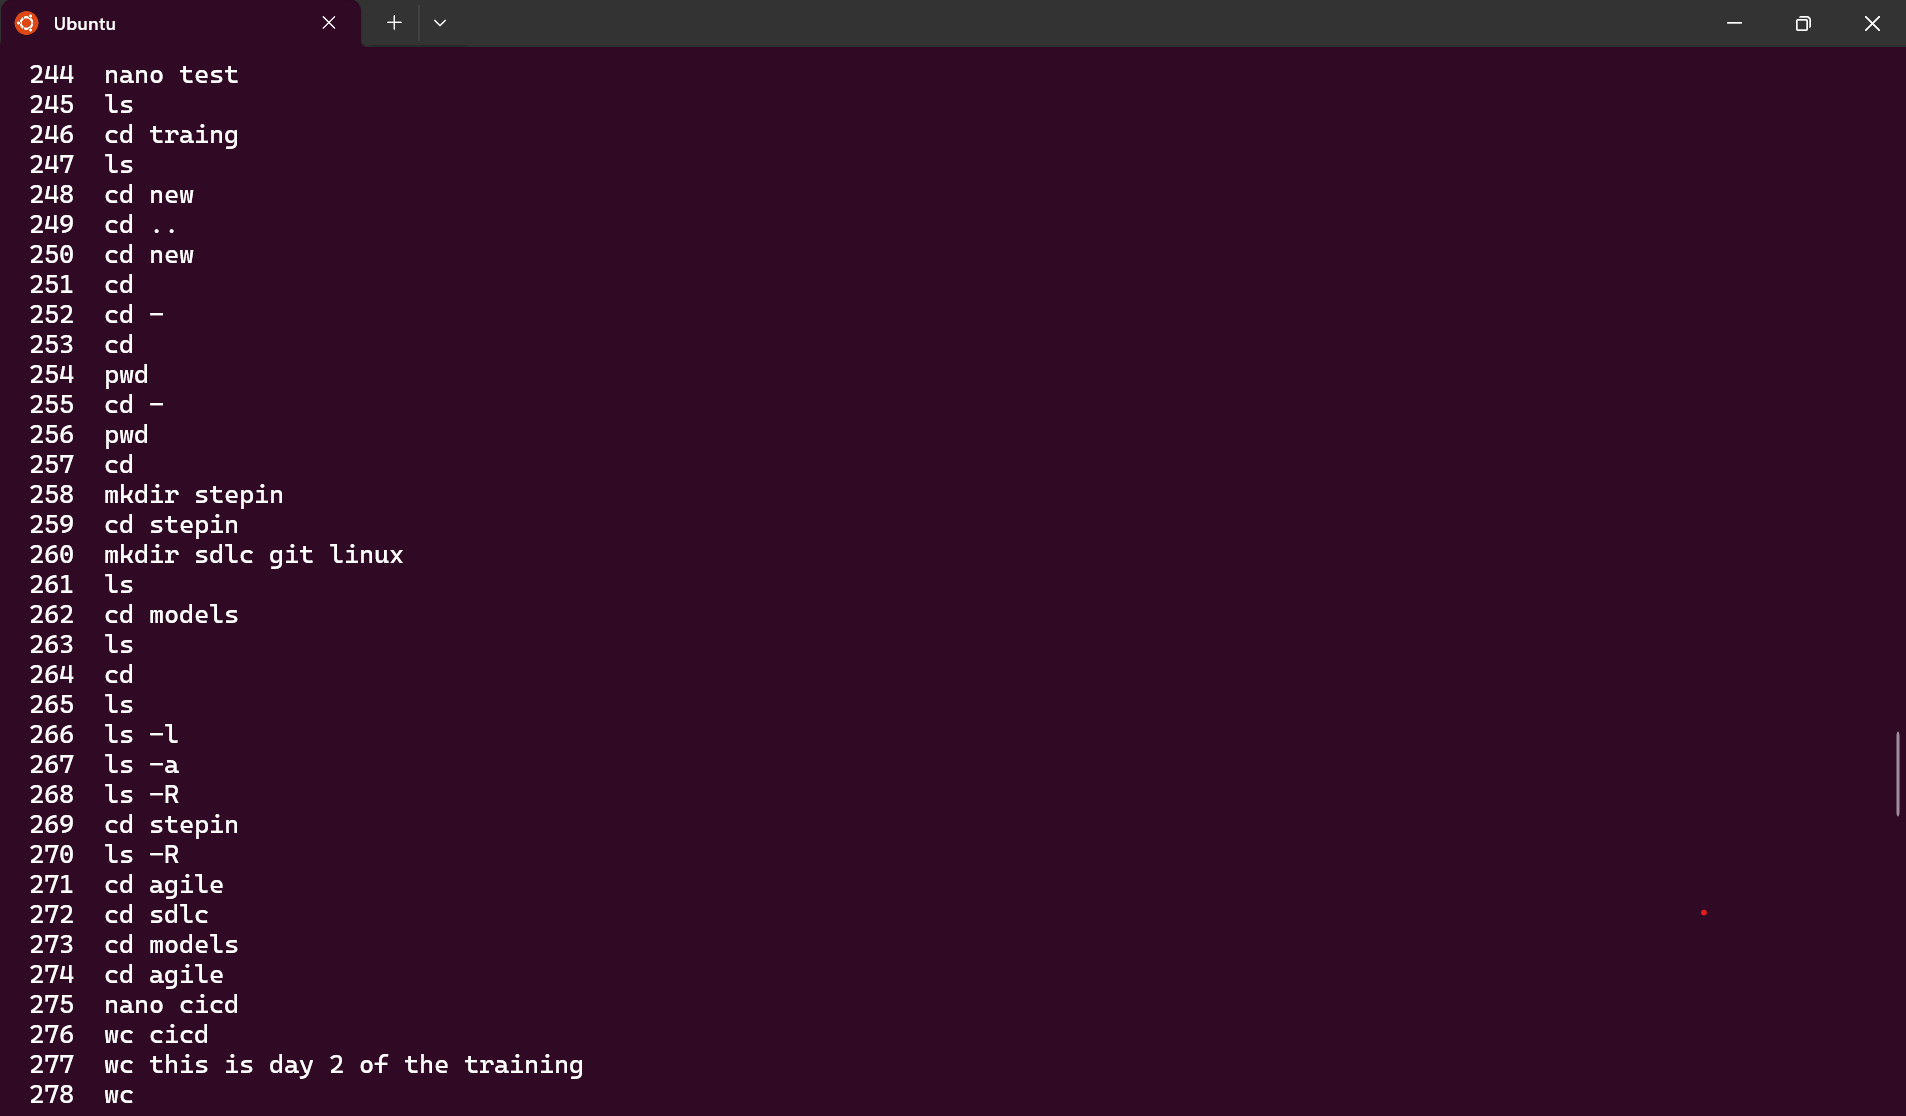 Ubuntu
244 nano test
245 ls
246 cd traing
247 ls
248 cd new
249 cd ..
250 cd new
251 cd
252 cd -
253 cd
254 pwd
255 cd -
256 pwd
257 cd
258 mkdir stepin
259 cd stepin
260 mkdir sdlc git linux
261 ls
262 cd models
263 ls
264 cd
265 ls
266 ls -l
267 ls -a
268 ls -R
269 cd stepin
270 ls -R
271 cd agile
272 cd sdlc
273 cd models
274 cd agile
275 nano cicd
276 wc cicd
277 wc this is day 2 of the training
278 wc